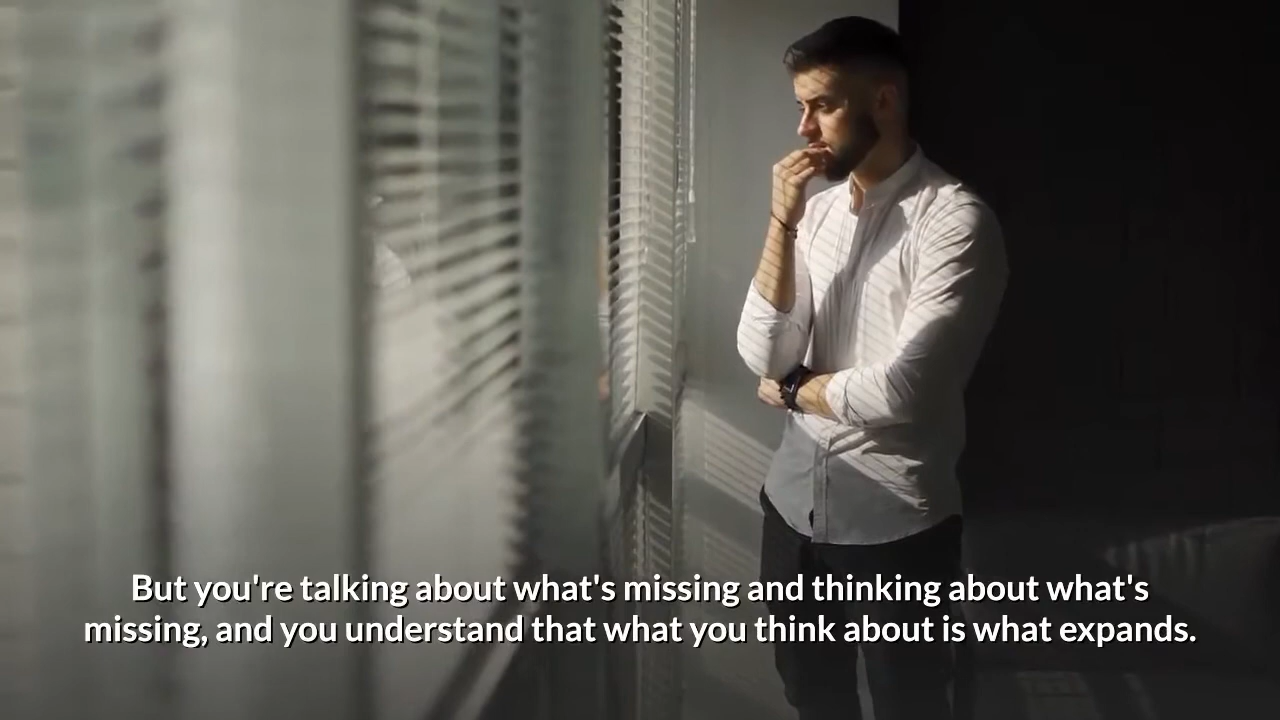 But you're talking about what's missing and thinking about what's
missing, and you understand that what you think about is what expands.